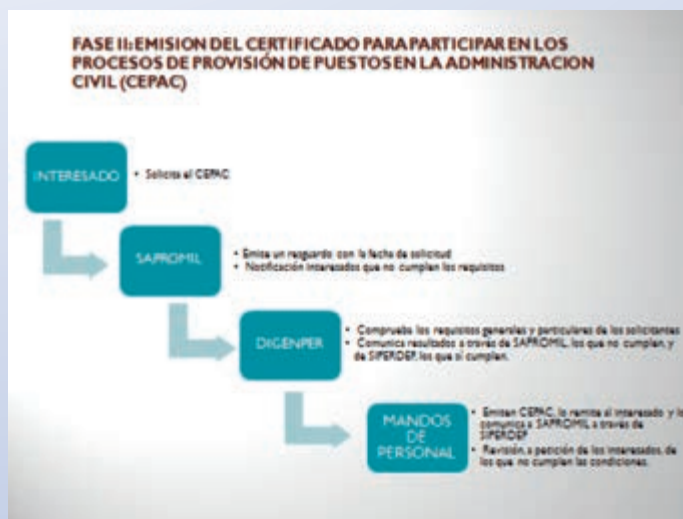 FASE II: EMISION DEL CERTIFICADO PARA PARTICIPAR EN LOS
PROCESOS DE PROVISIÓN DE PUESTOS EN LA ADMINISTRACION
CIVIL (CEPAC)
INTERESADO
• Solicita el CEPAC
SAPROMIL
• Emite un resguardo con la fecha de solicitud
• Notificación interesados que no cumplen los requisitos
DIGENPER
• Comprueba los requisitos generales y particulares de los solicitantes
• Comunica resultados a través de SAPROMIL, los que no cumplen, y
de SIPERDEF, los que si cumplen.
MANDOS
DE
PERSONAL
• Emiten CEPAC, lo remite al interesado y lo
comunica a SAPROMIL a través de
SIPERDEF
• Revisión, a petición de los interesados, de
los que no cumplen las condiciones.